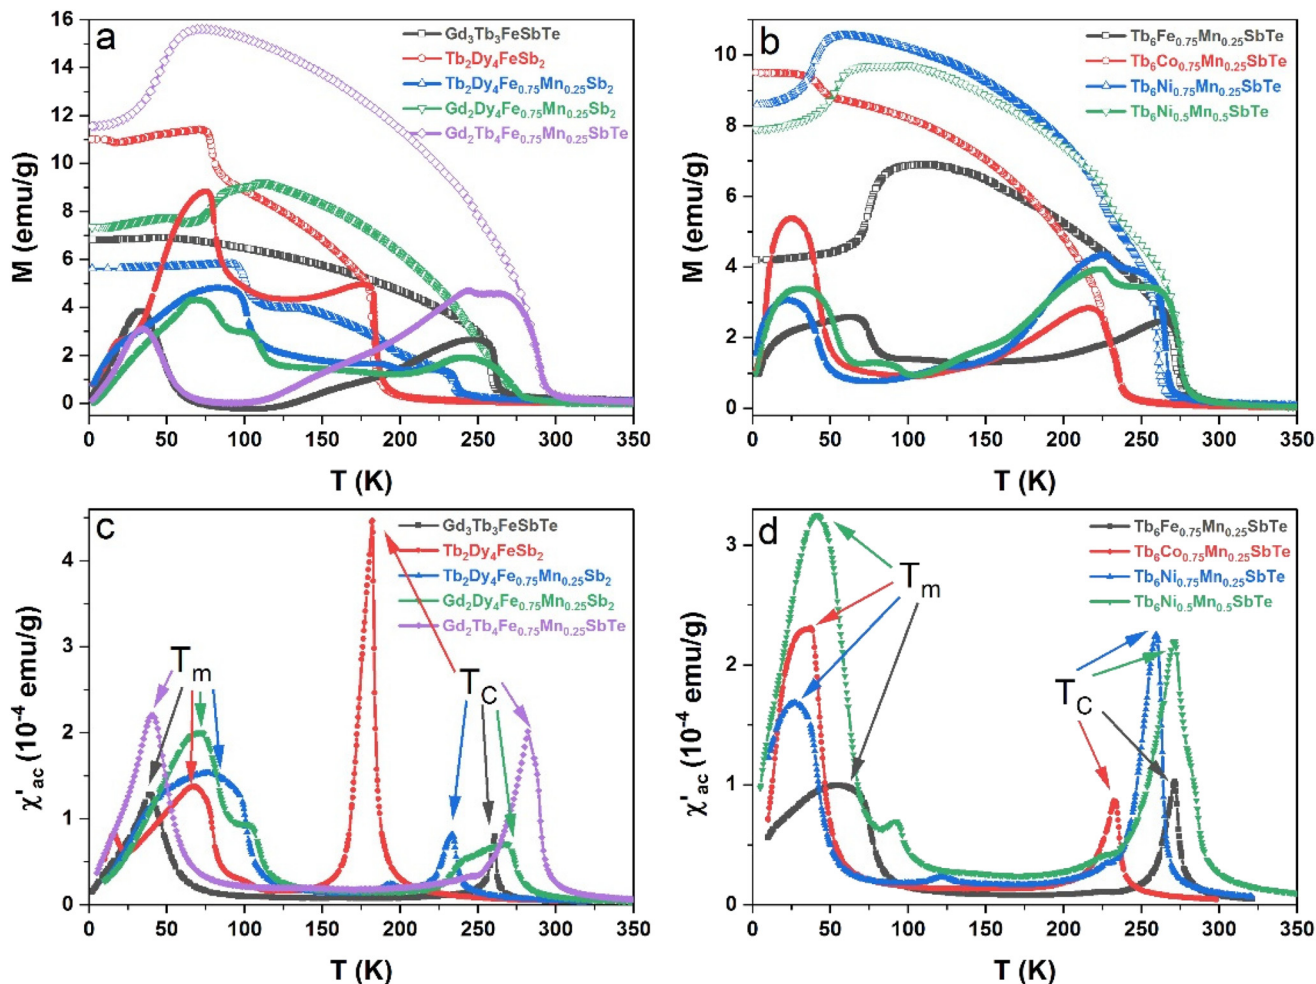 a
Gd₃Tb₃FeSbTe
Tb₂Dy₄FeSb₂
Tb₂Dy₄Fe₀.₇₅Mn₀.₂₅Sb₂
Gd₂Dy₄Fe₀.₇₅Mn₀.₂₅Sb₂
Gd₂Tb₄Fe₀.₇₅Mn₀.₂₅SbTe
M (emu/g)
16
14
12
10
8
6
4
2
0
0 50 100 150 200 250 300 350
T (K)
b
Tb₆Fe₀.₇₅Mn₀.₂₅SbTe
Tb₆Co₀.₇₅Mn₀.₂₅SbTe
Tb₆Ni₀.₇₅Mn₀.₂₅SbTe
Tb₆Ni₀.₅Mn₀.₅SbTe
M (emu/g)
10
8
6
4
2
0
0 50 100 150 200 250 300 350
T (K)
c
Gd₃Tb₃FeSbTe
Tb₂Dy₄FeSb₂
Tb₂Dy₄Fe₀.₇₅Mn₀.₂₅Sb₂
Gd₂Dy₄Fe₀.₇₅Mn₀.₂₅Sb₂
Gd₂Tb₄Fe₀.₇₅Mn₀.₂₅SbTe
Tm
TC
χ'ac (10⁻⁴ emu/g)
4
3
2
1
0
0 50 100 150 200 250 300 350
T (K)
d
Tb₆Fe₀.₇₅Mn₀.₂₅SbTe
Tb₆Co₀.₇₅Mn₀.₂₅SbTe
Tb₆Ni₀.₇₅Mn₀.₂₅SbTe
Tb₆Ni₀.₅Mn₀.₅SbTe
Tm
TC
χ'ac (10⁻⁴ emu/g)
3
2
1
0
0 50 100 150 200 250 300 350
T (K)